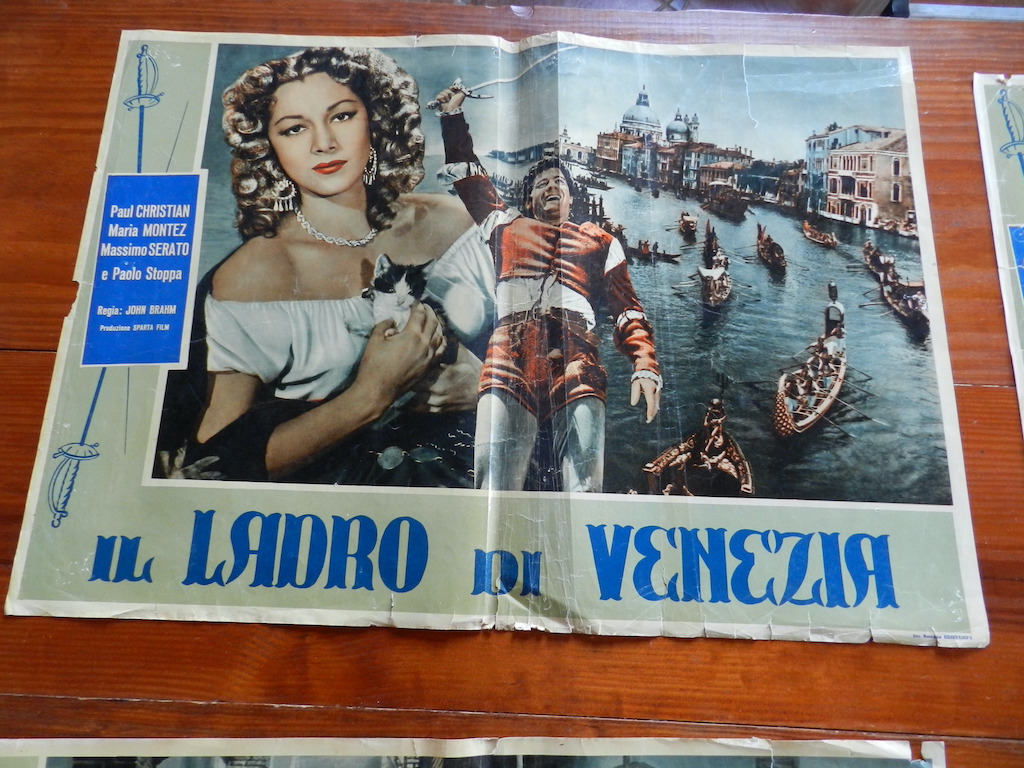 Paul CHRISTIAN
Maria MONTEZ
Massimo SERATO
e Paolo Stoppa
Regia: JOHN BRAHM
Produzione SPARTA FILM
IL LADRO DI VENEZIA